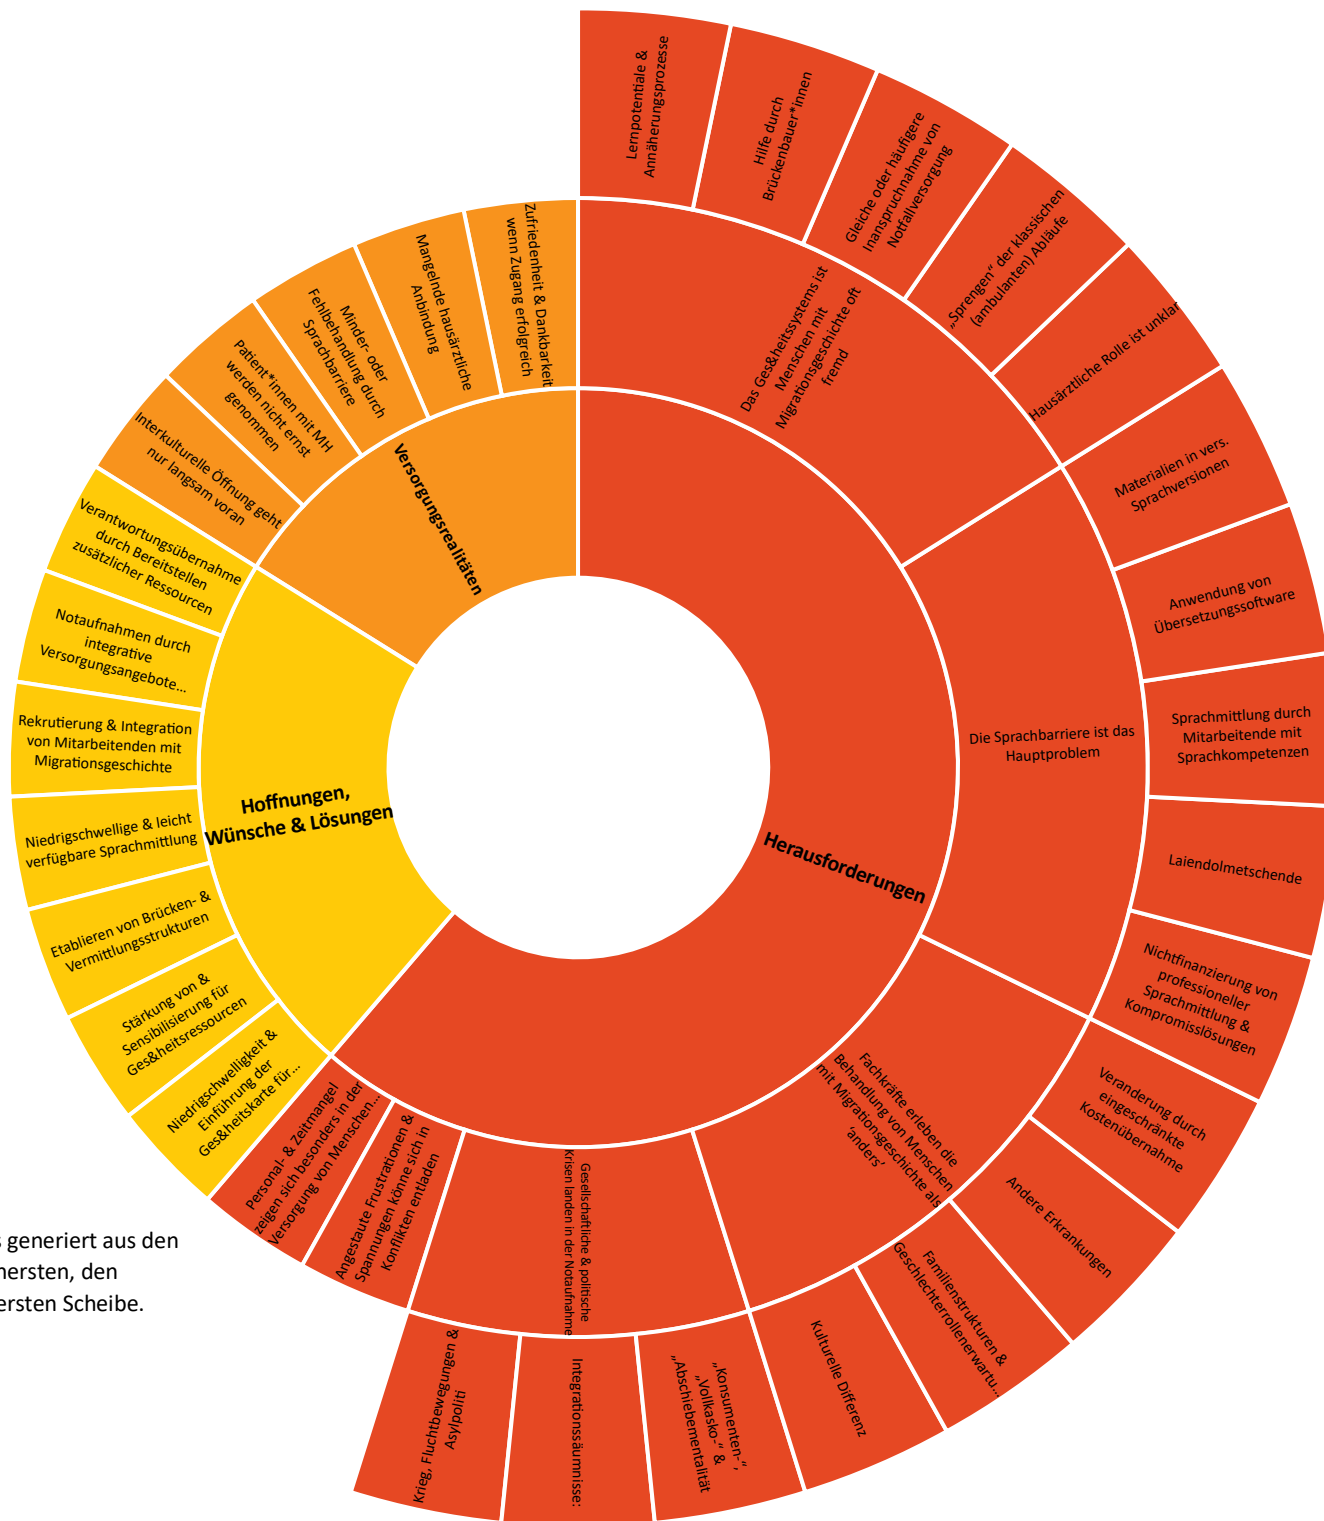 Lernpotentiale &
Annäherungsprozesse
Hilfe durch
Brückenbauer*innen
Gleiche oder häufigere
Inanspruchnahme von
Notfallversorgung
„Sprengen“ der klassischen
(ambulanten) Abläufe
Hausärztliche Rolle ist unklar
Das Ges&heitssystems ist
Menschen mit
Migrationsgeschichte oft
fremd
Materialien in vers.
Sprachversionen
Anwendung von
Übersetzungssoftware
Sprachmittlung durch
Mitarbeitende mit
Sprachkompetenzen
Laiendolmetschende
Nichtfinanzierung von
professioneller
Sprachmittlung &
Kompromisslösungen
Die Sprachbarriere ist das
Hauptproblem
Herausforderungen
Veranderung durch
eingeschränkte
Kostenübernahme
Andere Erkrankungen
Familienstrukturen &
Geschlechterrollenerwartu...
Kulturelle Differenz
Fachkräfte erleben die
Behandlung von Menschen
mit Migrationsgeschichte als
‘anders’
„Konsumenten-“,
„Vollkasko-“ &
„Abschiebementalität
Integrationssäumnisse:
Krieg, Fluchtbewegungen &
Asylpoliti
Gesellschaftliche & politische
Krisen landen in der Notaufnahme
Angestaute Frustrationen &
Spannungen könne sich in
Konflikten entladen
Personal- & Zeitmangel
zeigen sich besonders in der
Versorgung von Menschen...
Niedrigschwelligkeit &
Einführung der
Ges&heitskarte für...
Stärkung von &
Sensibilisierung für
Ges&heitsressourcen
Etablieren von Brücken- &
Vermittlungsstrukturen
Niedrigschwellige & leicht
verfügbare Sprachmittlung
Rekrutierung & Integration
von Mitarbeitenden mit
Migrationsgeschichte
Notaufnahmen durch
integrative
Versorgungsangebote...
Verantwortungsübernahme
durch Bereitstellen
zusätzlicher Ressourcen
Hoffnungen,
Wünsche & Lösungen
Interkulturelle Öffnung geht
nur langsam voran
Patient*innen mit MH
werden nicht ernst
genommen
Minder- oder
Fehlbehandlung durch
Sprachbarriere
Mangelnde hausärztliche
Anbindung
Zufriedenheit & Dankbarkeit
wenn Zugang erfolgreich
Versorgungsrealitäten
s generiert aus den
nersten, den
ersten Scheibe.